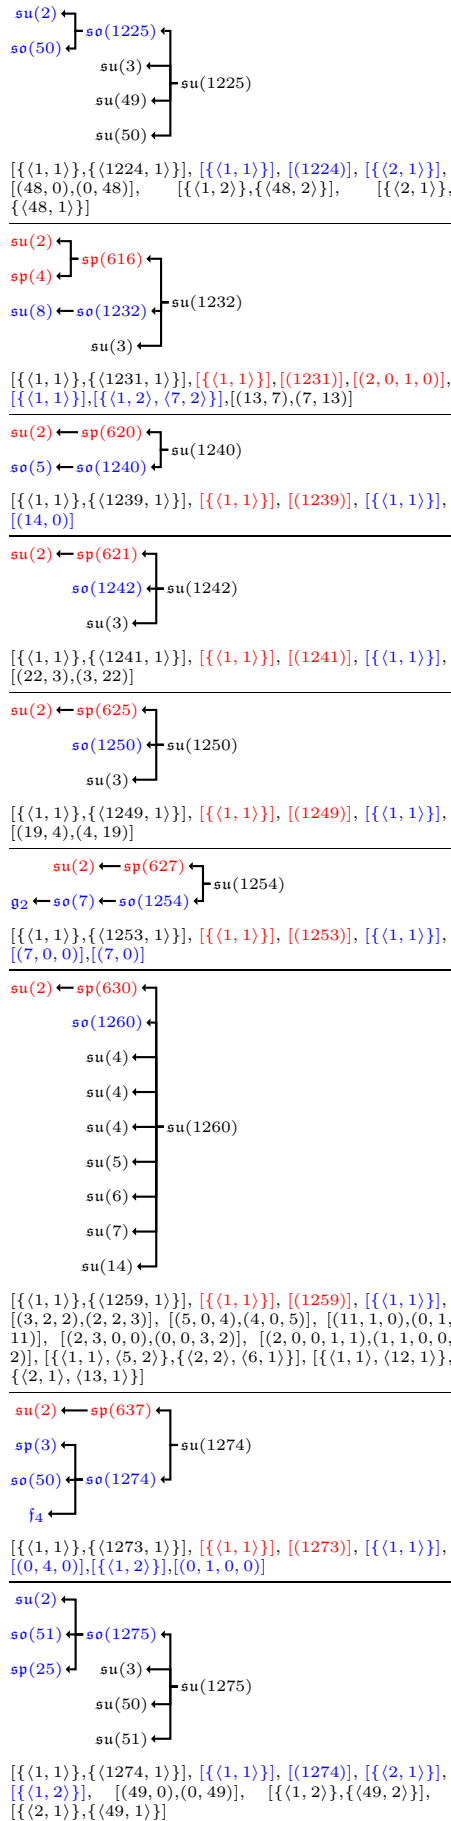 𝔰𝔲(2)
𝔰𝔬(1225)
𝔰𝔬(50)
𝔰𝔲(3)
𝔰𝔲(1225)
𝔰𝔲(49)
𝔰𝔲(50)
[{⟨1, 1⟩},{⟨1224, 1⟩}], [{⟨1, 1⟩}], [(1224)], [{⟨2, 1⟩}],
[(48, 0),(0, 48)], [{⟨1, 2⟩},{⟨48, 2⟩}], [{⟨2, 1⟩},
{⟨48, 1⟩}]
𝔰𝔲(2)
𝔰𝔭(616)
𝔰𝔭(4)
𝔰𝔲(1232)
𝔰𝔲(8)
𝔰𝔬(1232)
𝔰𝔲(3)
[{⟨1, 1⟩},{⟨1231, 1⟩}],[{⟨1, 1⟩}],[(1231)],[(2, 0, 1, 0)],
[{⟨1, 1⟩}],[{⟨1, 2⟩, ⟨7, 2⟩}],[(13, 7),(7, 13)]
𝔰𝔲(2)
𝔰𝔭(620)
𝔰𝔲(1240)
𝔰𝔬(5)
𝔰𝔬(1240)
[{⟨1, 1⟩},{⟨1239, 1⟩}], [{⟨1, 1⟩}], [(1239)], [{⟨1, 1⟩}],
[(14, 0)]
𝔰𝔲(2)
𝔰𝔭(621)
𝔰𝔬(1242)
𝔰𝔲(1242)
𝔰𝔲(3)
[{⟨1, 1⟩},{⟨1241, 1⟩}], [{⟨1, 1⟩}], [(1241)], [{⟨1, 1⟩}],
[(22, 3),(3, 22)]
𝔰𝔲(2)
𝔰𝔭(625)
𝔰𝔬(1250)
𝔰𝔲(1250)
𝔰𝔲(3)
[{⟨1, 1⟩},{⟨1249, 1⟩}], [{⟨1, 1⟩}], [(1249)], [{⟨1, 1⟩}],
[(19, 4),(4, 19)]
𝔰𝔲(2)
𝔰𝔭(627)
𝔰𝔲(1254)
𝔤₂
𝔰𝔬(7)
𝔰𝔬(1254)
[{⟨1, 1⟩},{⟨1253, 1⟩}], [{⟨1, 1⟩}], [(1253)], [{⟨1, 1⟩}],
[(7, 0, 0)],[(7, 0)]
𝔰𝔲(2)
𝔰𝔭(630)
𝔰𝔬(1260)
𝔰𝔲(4)
𝔰𝔲(4)
𝔰𝔲(4)
𝔰𝔲(1260)
𝔰𝔲(5)
𝔰𝔲(6)
𝔰𝔲(7)
𝔰𝔲(14)
[{⟨1, 1⟩},{⟨1259, 1⟩}], [{⟨1, 1⟩}], [(1259)], [{⟨1, 1⟩}],
[(3, 2, 2),(2, 2, 3)], [(5, 0, 4),(4, 0, 5)], [(11, 1, 0),(0, 1,
11)], [(2, 3, 0, 0),(0, 0, 3, 2)], [(2, 0, 0, 1, 1),(1, 1, 0, 0,
2)], [{⟨1, 1⟩, ⟨5, 2⟩},{⟨2, 2⟩, ⟨6, 1⟩}], [{⟨1, 1⟩, ⟨12, 1⟩},
{⟨2, 1⟩, ⟨13, 1⟩}]
𝔰𝔲(2)
𝔰𝔭(637)
𝔰𝔭(3)
𝔰𝔲(1274)
𝔰𝔬(50)
𝔰𝔬(1274)
𝔣₄
[{⟨1, 1⟩},{⟨1273, 1⟩}], [{⟨1, 1⟩}], [(1273)], [{⟨1, 1⟩}],
[(0, 4, 0)],[{⟨1, 2⟩}],[(0, 1, 0, 0)]
𝔰𝔲(2)
𝔰𝔬(51)
𝔰𝔬(1275)
𝔰𝔭(25)
𝔰𝔲(3)
𝔰𝔲(1275)
𝔰𝔲(50)
𝔰𝔲(51)
[{⟨1, 1⟩},{⟨1274, 1⟩}], [{⟨1, 1⟩}], [(1274)], [{⟨2, 1⟩}],
[{⟨1, 2⟩}], [(49, 0),(0, 49)], [{⟨1, 2⟩},{⟨49, 2⟩}],
[{⟨2, 1⟩},{⟨49, 1⟩}]